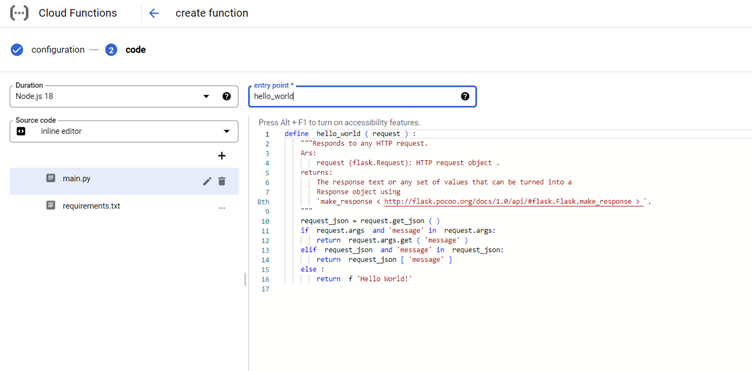 Cloud Functions
create function
configuration
2 code
Duration
Node.js 18
entry point *
hello_world
Source code
inline editor
Press Alt + F1 to turn on accessibility features.
main.py
requirements.txt
...
1 define hello_world ( request ) :
2 """Responds to any HTTP request.
3 Ars:
4 request (flask.Request): HTTP request object .
5 returns:
6 The response text or any set of values that can be turned into a
7 Response object using
8th `make_response < http://flask.pocoo.org/docs/1.0/api/#flask.Flask.make_response > `.
9 """
10 request_json = request.get_json ( )
11 if request.args and 'message' in request.args:
12 return request.args.get ( 'message' )
13 elif request_json and 'message' in request_json:
14 return request_json [ 'message' ]
15 else :
16 return f 'Hello World!'
17